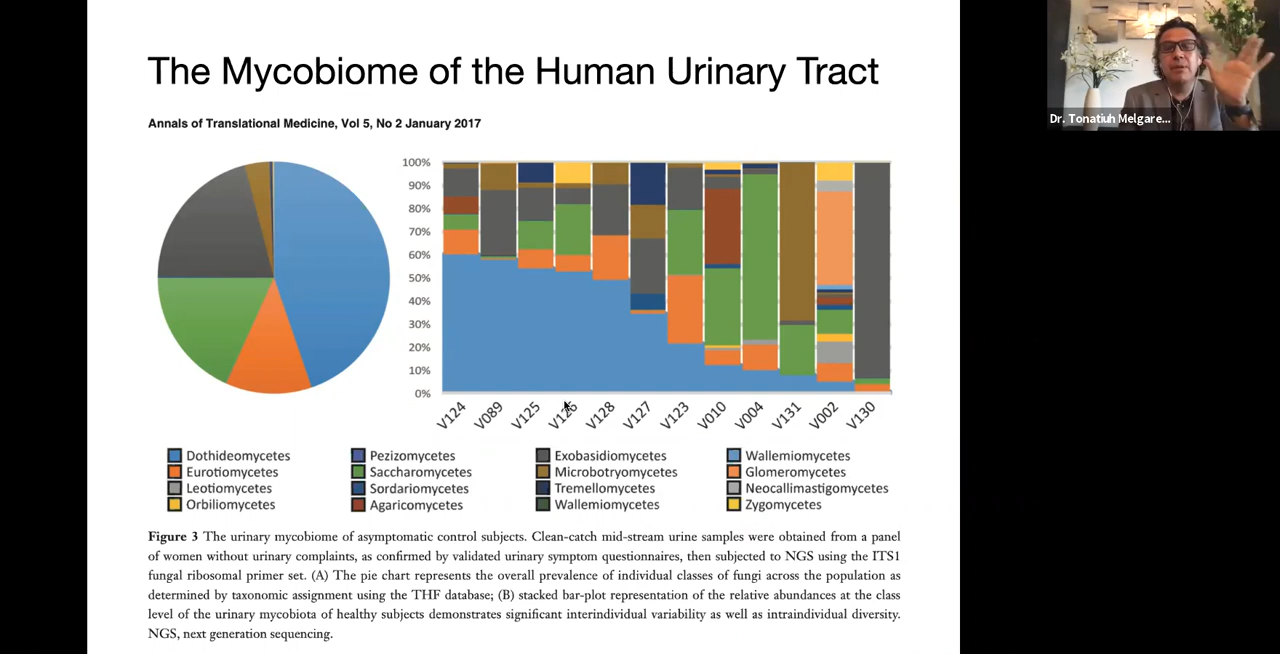 The Mycobiome of the Human Urinary Tract
Annals of Translational Medicine, Vol 5, No 2 January 2017
Dr. Tonatiuh Melgare...
100%
90%
80%
70%
60%
50%
40%
30%
20%
10%
0%
V124 V089 V125 V126 V128 V127 V123 V010 V004 V131 V002 V130
Dothideomycetes Pezizomycetes Exobasidiomycetes Wallemiomycetes
Eurotiomycetes Saccharomycetes Microbotryomycetes Glomeromycetes
Leotiomycetes Sordariomycetes Tremellomycetes Neocallimastigomycetes
Orbiliomycetes Agaricomycetes Wallemiomycetes Zygomycetes
Figure 3 The urinary mycobiome of asymptomatic control subjects. Clean-catch mid-stream urine samples were obtained from a panel
of women without urinary complaints, as confirmed by validated urinary symptom questionnaires, then subjected to NGS using the ITS1
fungal ribosomal primer set. (A) The pie chart represents the overall prevalence of individual classes of fungi across the population as
determined by taxonomic assignment using the THF database; (B) stacked bar-plot representation of the relative abundances at the class
level of the urinary mycobiota of healthy subjects demonstrates significant interindividual variability as well as intraindividual diversity.
NGS, next generation sequencing.